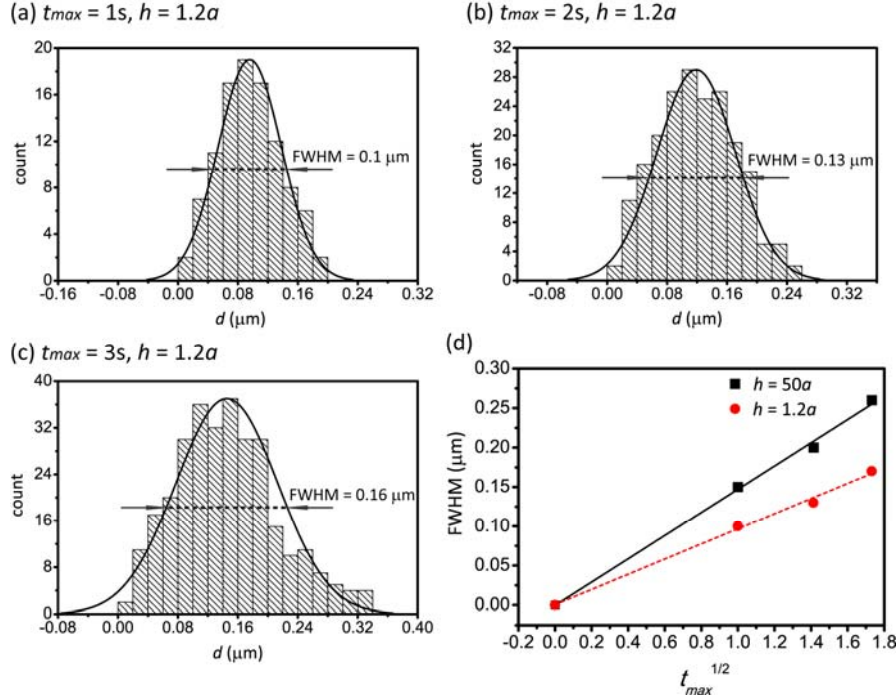 (a) tmax = 1s, h = 1.2a
20
16
12
8
4
0
count
FWHM = 0.1 μm
-0.16 -0.08 0.00 0.08 0.16 0.24 0.32
d (μm)
(b) tmax = 2s, h = 1.2a
32
28
24
20
16
12
8
4
0
count
FWHM = 0.13 μm
-0.08 0.00 0.08 0.16 0.24 0.32
d (μm)
(c) tmax = 3s, h = 1.2a
40
32
24
16
8
0
count
FWHM = 0.16 μm
-0.08 0.00 0.08 0.16 0.24 0.32 0.40
d (μm)
(d)
0.30
0.25
0.20
0.15
0.10
0.05
0.00
FWHM (μm)
h = 50a
h = 1.2a
-0.2 0.0 0.2 0.4 0.6 0.8 1.0 1.2 1.4 1.6 1.8
tmax^1/2